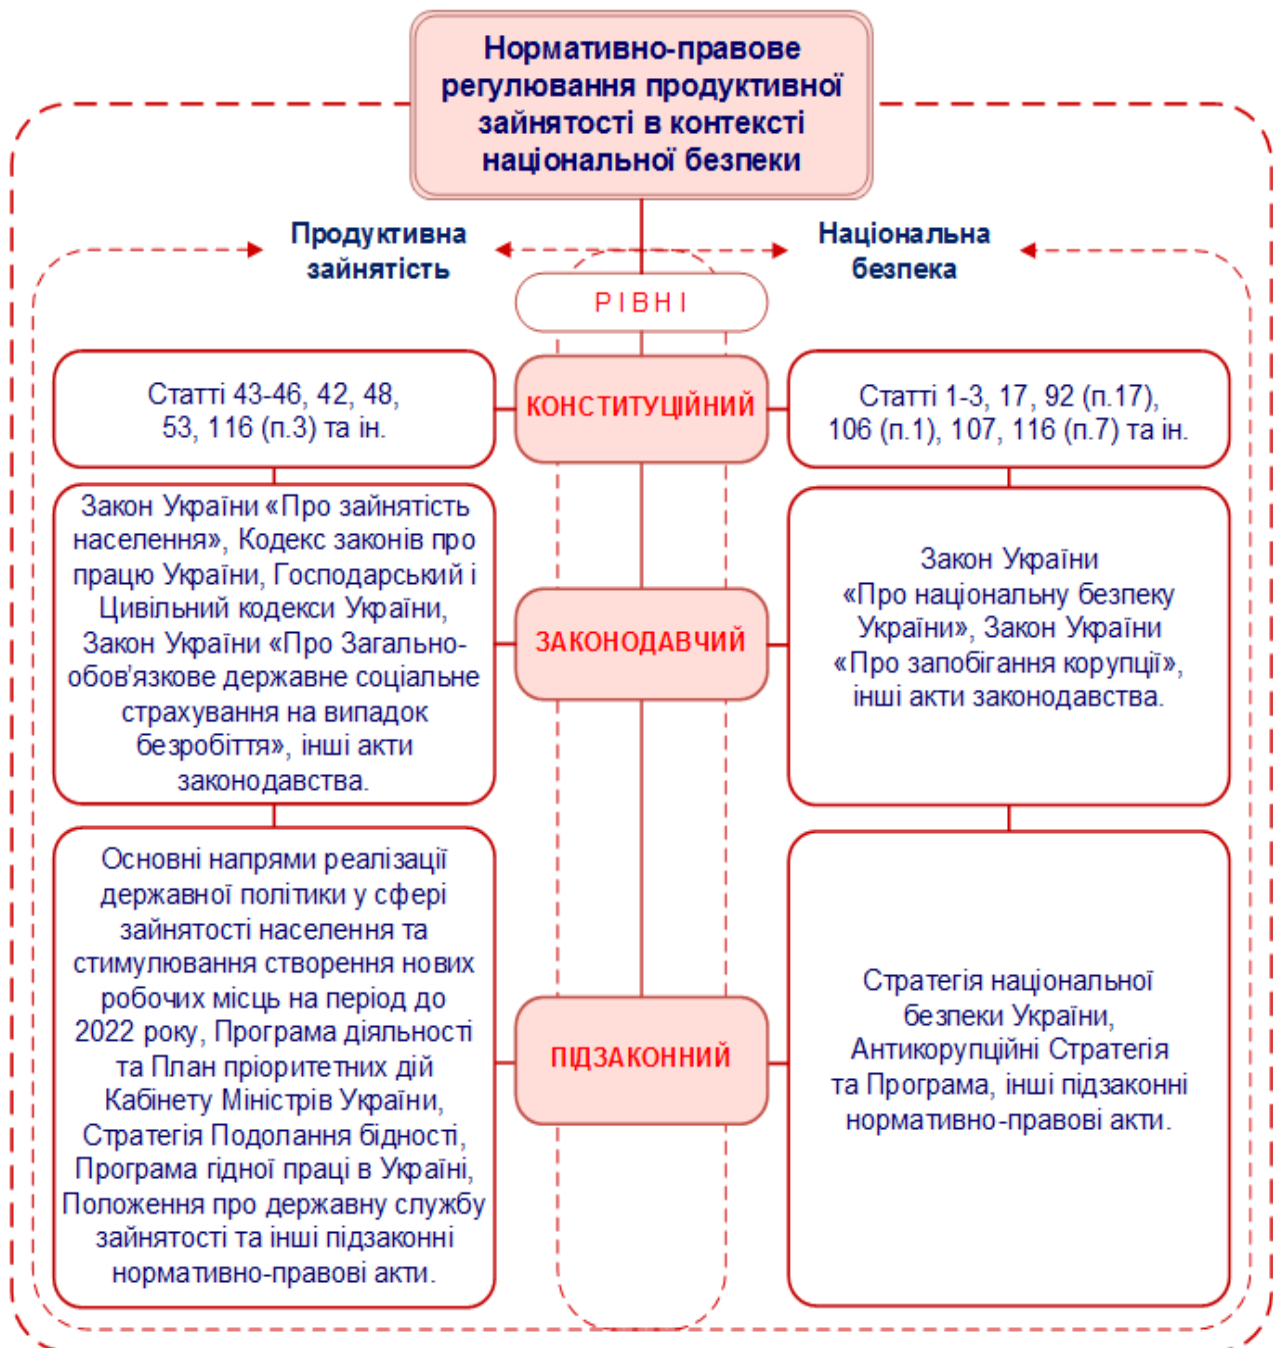 Нормативно-правове
регулювання продуктивної
зайнятості в контексті
національної безпеки
Продуктивна
зайнятість
Національна
безпека
РІВНІ
Статті 43-46, 42, 48,
53, 116 (п.3) та ін.
КОНСТИТУЦІЙНИЙ
Статті 1-3, 17, 92 (п.17),
106 (п.1), 107, 116 (п.7) та ін.
Закон України «Про зайнятість
населення», Кодекс законів про
працю України, Господарський і
Цивільний кодекси України,
Закон України «Про Загально-
обов'язкове державне соціальне
страхування на випадок
безробіття», інші акти
законодавства.
ЗАКОНОДАВЧИЙ
Закон України
«Про національну безпеку
України», Закон України
«Про запобігання корупції»,
інші акти законодавства.
Основні напрями реалізації
державної політики у сфері
зайнятості населення та
стимулювання створення нових
робочих місць на період до
2022 року, Програма діяльності
та План пріоритетних дій
Кабінету Міністрів України,
Стратегія Подолання бідності,
Програма гідної праці в Україні,
Положення про державну службу
зайнятості та інші підзаконні
нормативно-правові акти.
ПІДЗАКОННИЙ
Стратегія національної
безпеки України,
Антикорупційні Стратегія
та Програма, інші підзаконні
нормативно-правові акти.